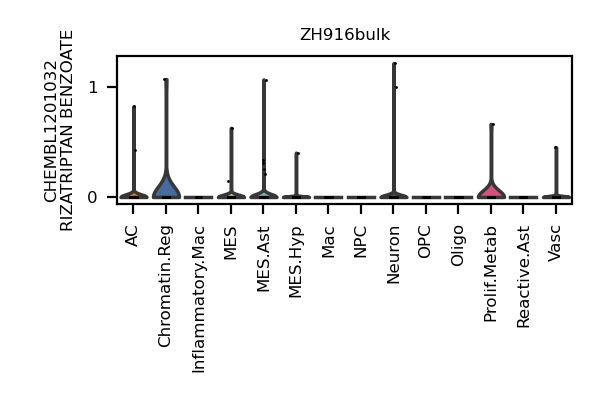 ZH916bulk
CHEMBL1201032
RIZATRIPTAN BENZOATE
1
0
AC
Chromatin.Reg
Inflammatory.Mac
MES
MES.Ast
MES.Hyp
Mac
NPC
Neuron
OPC
Oligo
Prolif.Metab
Reactive.Ast
Vasc